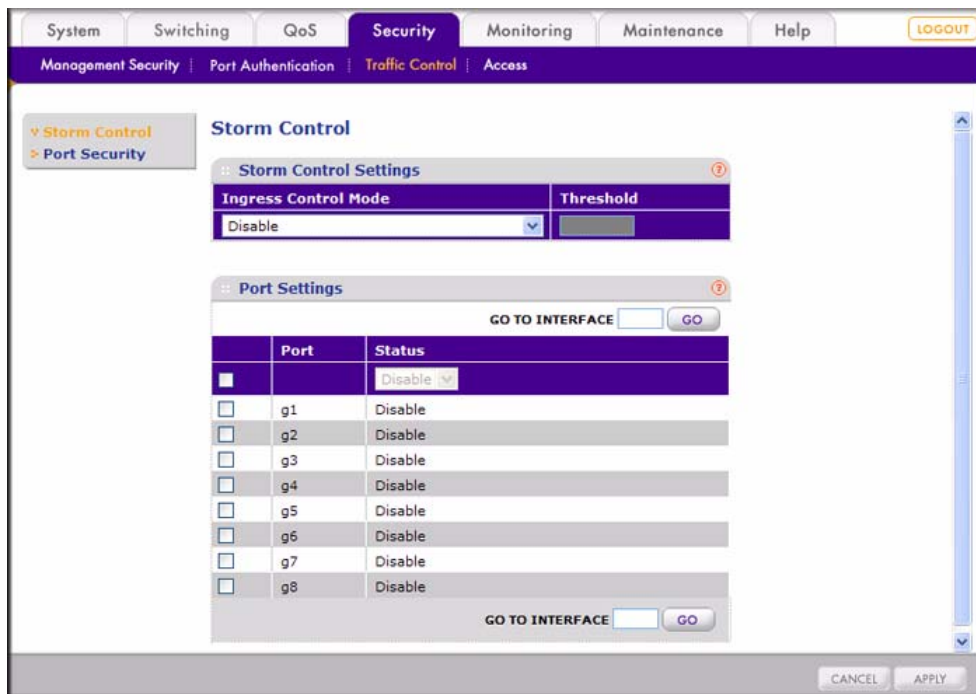 System Switching QoS Security Monitoring Maintenance Help LOGOUT
Management Security Port Authentication Traffic Control Access
Storm Control
Port Security
Storm Control
Storm Control Settings ?
Ingress Control Mode Threshold
Disable
Port Settings ?
GO TO INTERFACE GO
Port Status
Disable
g1 Disable
g2 Disable
g3 Disable
g4 Disable
g5 Disable
g6 Disable
g7 Disable
g8 Disable
GO TO INTERFACE GO
CANCEL APPLY